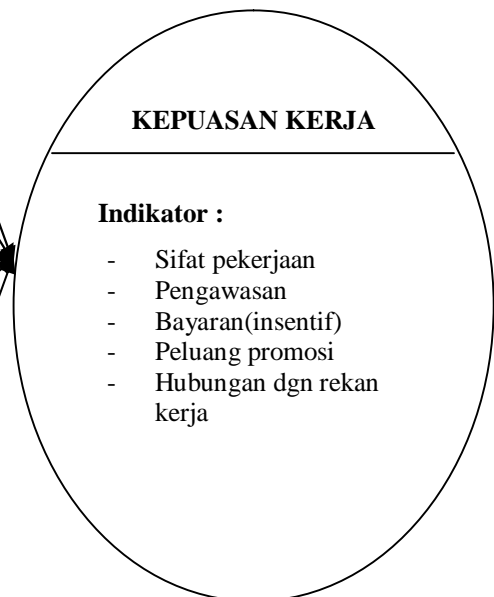 KEPUASAN KERJA
Indikator :
- Sifat pekerjaan
- Pengawasan
- Bayaran(insentif)
- Peluang promosi
- Hubungan dgn rekan
kerja